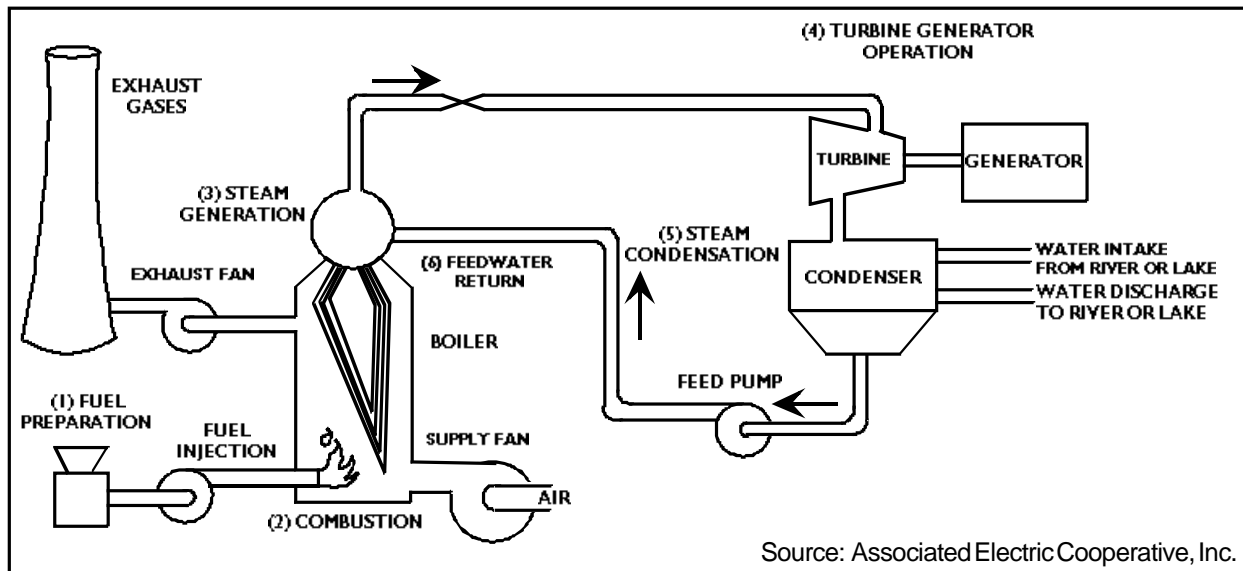 (4) TURBINE GENERATOR
OPERATION
EXHAUST
GASES
TURBINE
GENERATOR
(3) STEAM
GENERATION
(5) STEAM
CONDENSATION
WATER INTAKE
FROM RIVER OR LAKE
CONDENSER
WATER DISCHARGE
TO RIVER OR LAKE
EXHAUST FAN
(6) FEEDWATER
RETURN
BOILER
FEED PUMP
(1) FUEL
PREPARATION
FUEL
INJECTION
SUPPLY FAN
AIR
(2) COMBUSTION
Source: Associated Electric Cooperative, Inc.